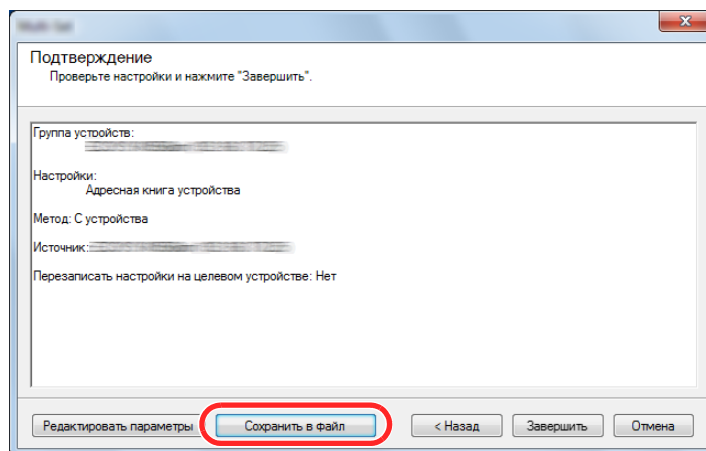 Подтверждение
Проверьте настройки и нажмите "Завершить".
Группа устройств:
Настройки:
Адресная книга устройства
Метод: С устройства
Источник:
Перезаписать настройки на целевом устройстве: Нет
Редактировать параметры Сохранить в файл < Назад Завершить Отмена